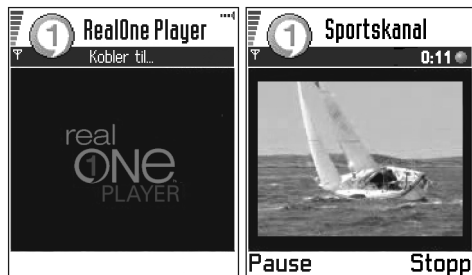 RealOne Player
Kobler til...
real
ONE
PLAYER
Sportskanal
0:11
Pause
Stopp